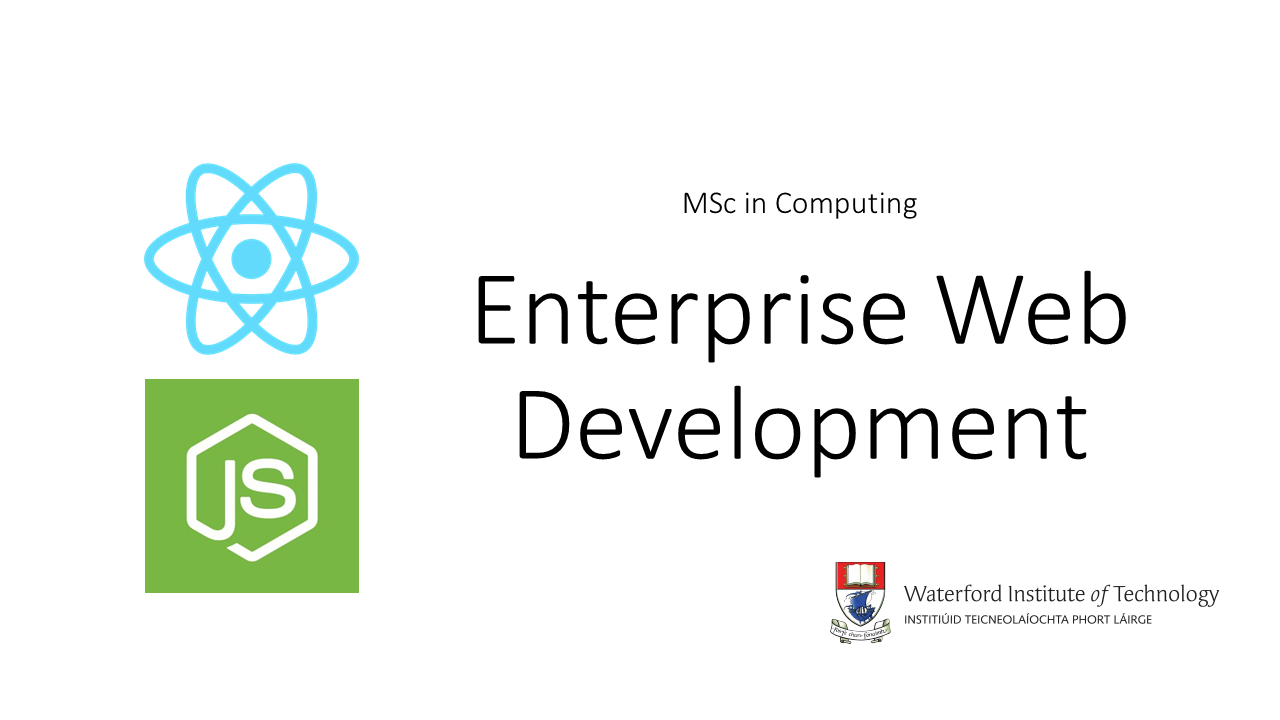 MSc in Computing
Enterprise Web
Development
JS
Waterford Institute of Technology
INSTITIÚID TEICNEOLAÍOCHTA PHORT LÁIRGE